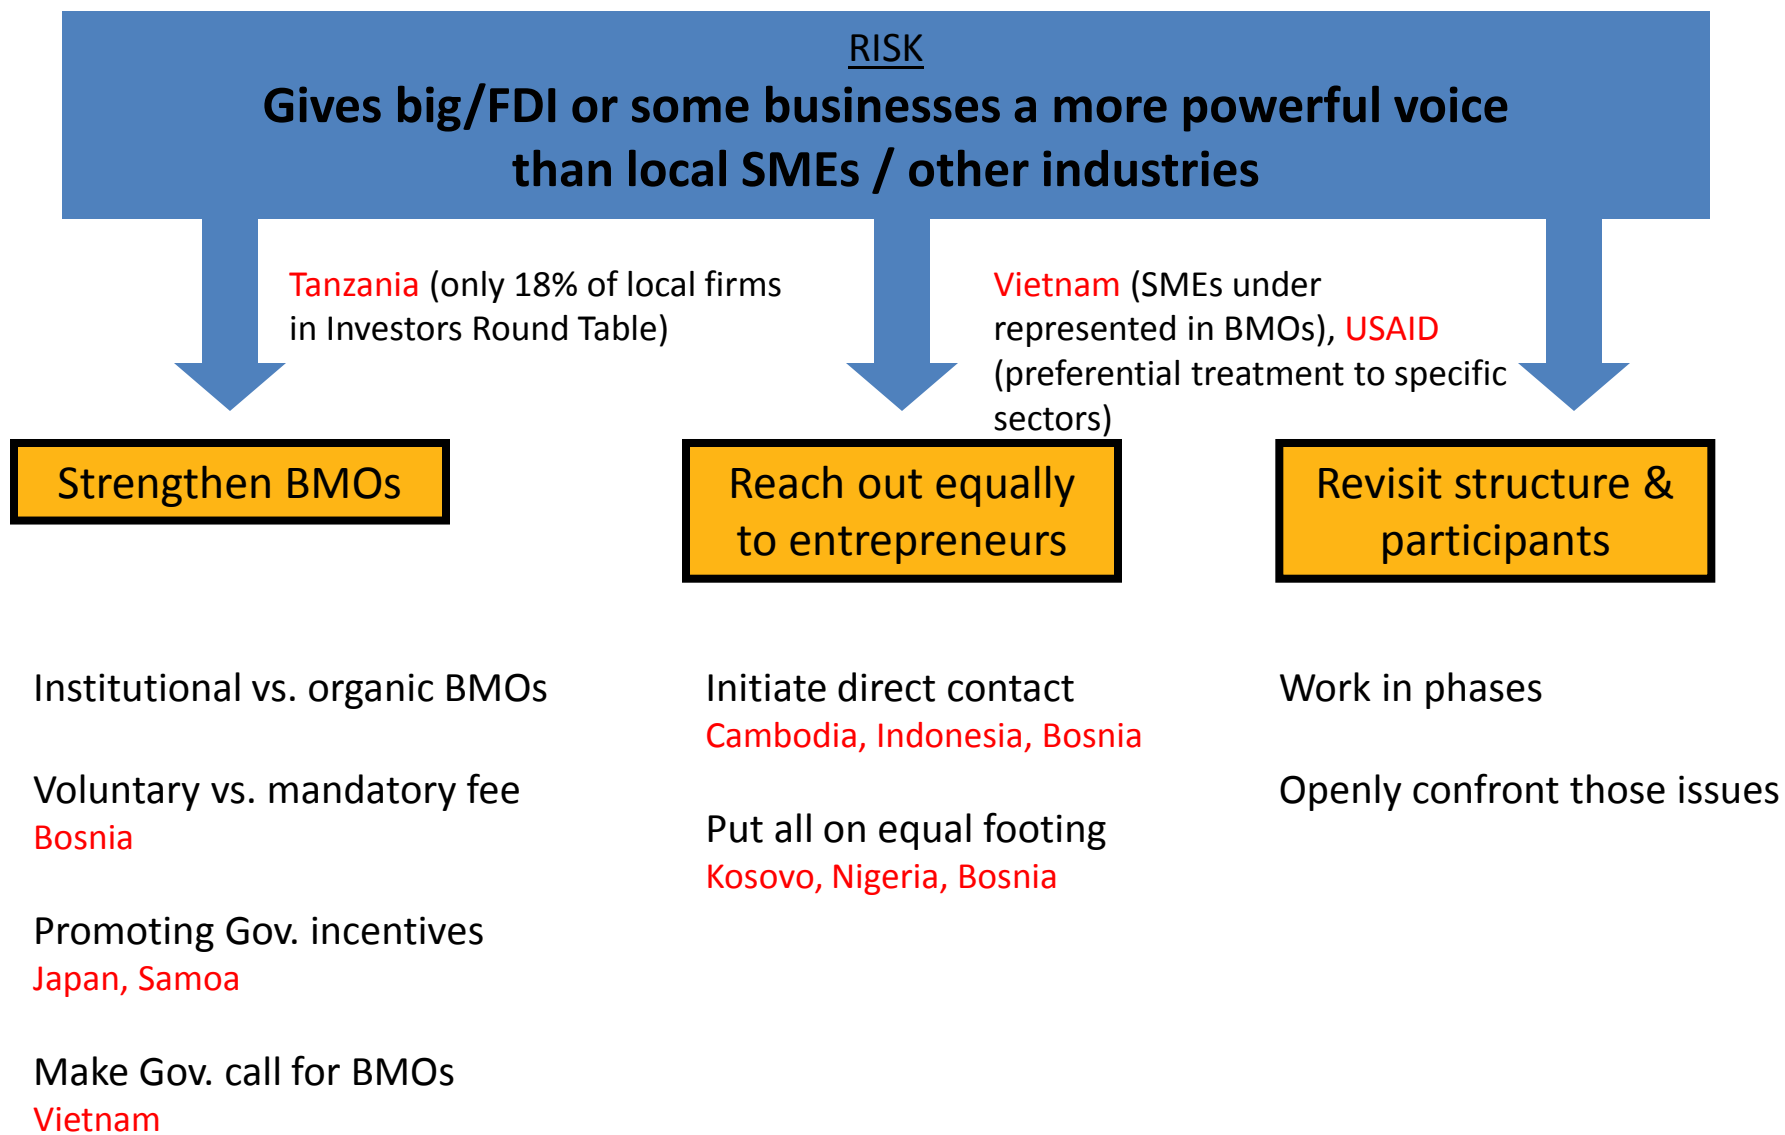 RISK
Gives big/FDI or some businesses a more powerful voice
than local SMEs / other industries
Tanzania (only 18% of local firms
in Investors Round Table)
Vietnam (SMEs under
represented in BMOs), USAID
(preferential treatment to specific
sectors)
Strengthen BMOs
Institutional vs. organic BMOs
Voluntary vs. mandatory fee
Bosnia
Promoting Gov. incentives
Japan, Samoa
Make Gov. call for BMOs
Vietnam
Reach out equally
to entrepreneurs
Initiate direct contact
Cambodia, Indonesia, Bosnia
Put all on equal footing
Kosovo, Nigeria, Bosnia
Revisit structure &
participants
Work in phases
Openly confront those issues